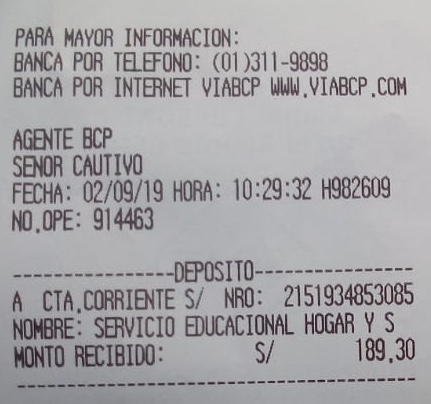 PARA MAYOR INFORMACION:
BANCA POR TELEFONO: (01)311-9898
BANCA POR INTERNET VIABCP WWW.VIABCP.COM
AGENTE BCP
SENOR CAUTIVO
FECHA: 02/09/19 HORA: 10:29:32 H982609
NO.OPE: 914463
----------------DEPOSITO----------------
A CTA.CORRIENTE S/ NRO: 2151934853085
NOMBRE: SERVICIO EDUCACIONAL HOGAR Y S
MONTO RECIBIDO: S/ 189.30
----------------------------------------